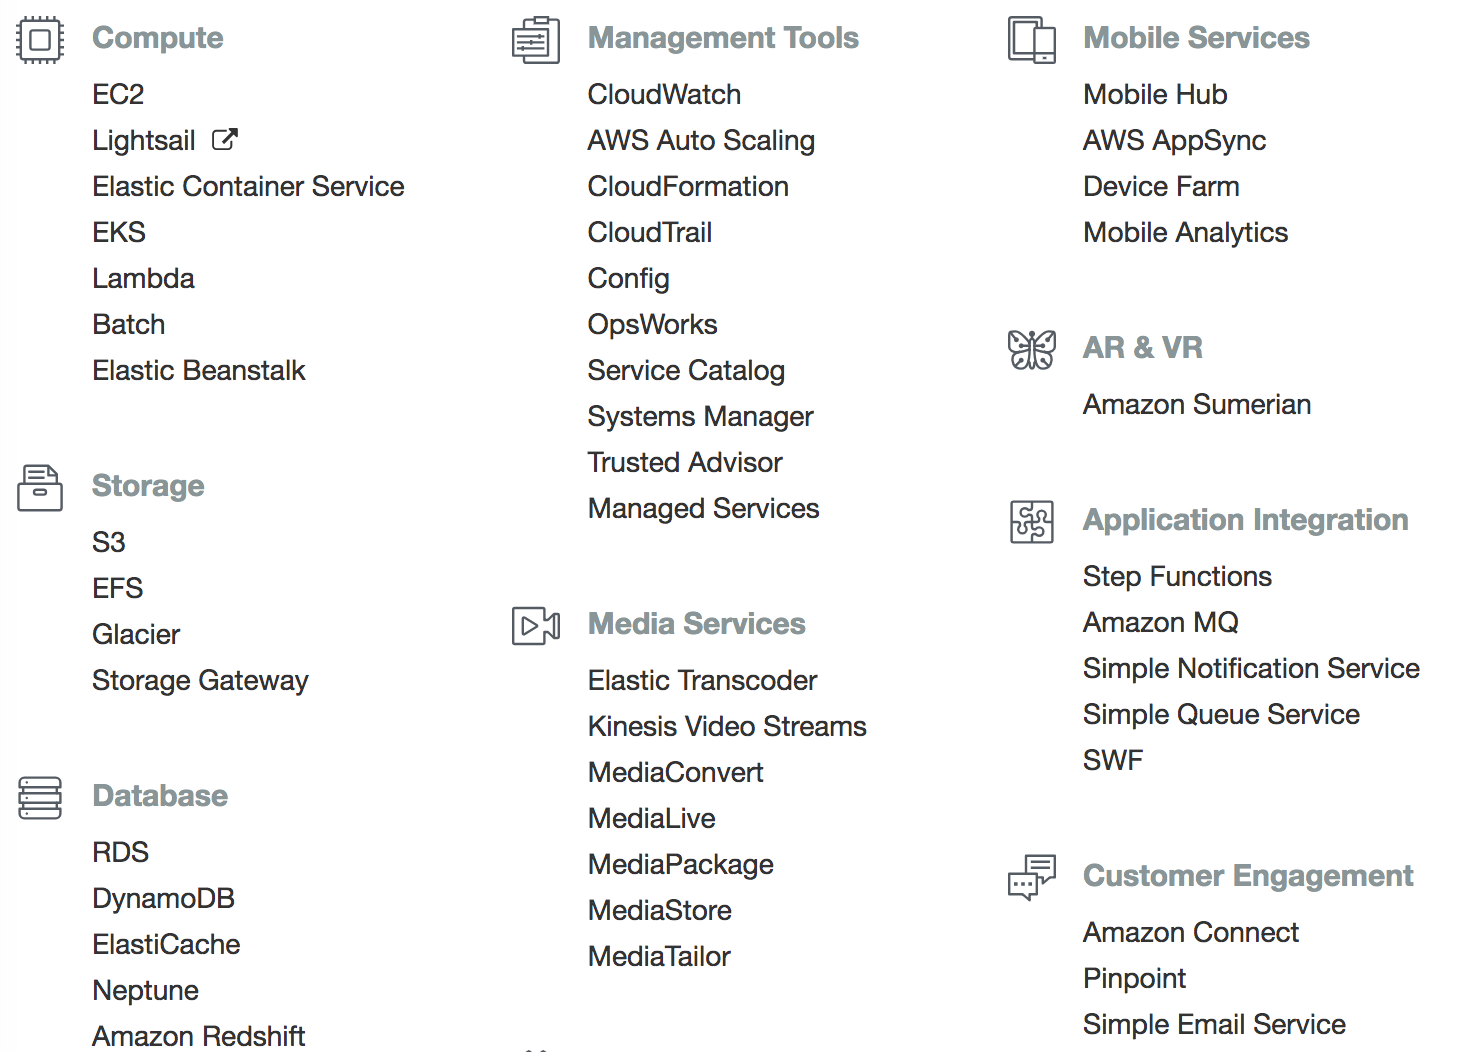 Compute
EC2
Lightsail
Elastic Container Service
EKS
Lambda
Batch
Elastic Beanstalk
Storage
S3
EFS
Glacier
Storage Gateway
Database
RDS
DynamoDB
ElastiCache
Neptune
Amazon Redshift
Management Tools
CloudWatch
AWS Auto Scaling
CloudFormation
CloudTrail
Config
OpsWorks
Service Catalog
Systems Manager
Trusted Advisor
Managed Services
Media Services
Elastic Transcoder
Kinesis Video Streams
MediaConvert
MediaLive
MediaPackage
MediaStore
MediaTailor
Mobile Services
Mobile Hub
AWS AppSync
Device Farm
Mobile Analytics
AR & VR
Amazon Sumerian
Application Integration
Step Functions
Amazon MQ
Simple Notification Service
Simple Queue Service
SWF
Customer Engagement
Amazon Connect
Pinpoint
Simple Email Service